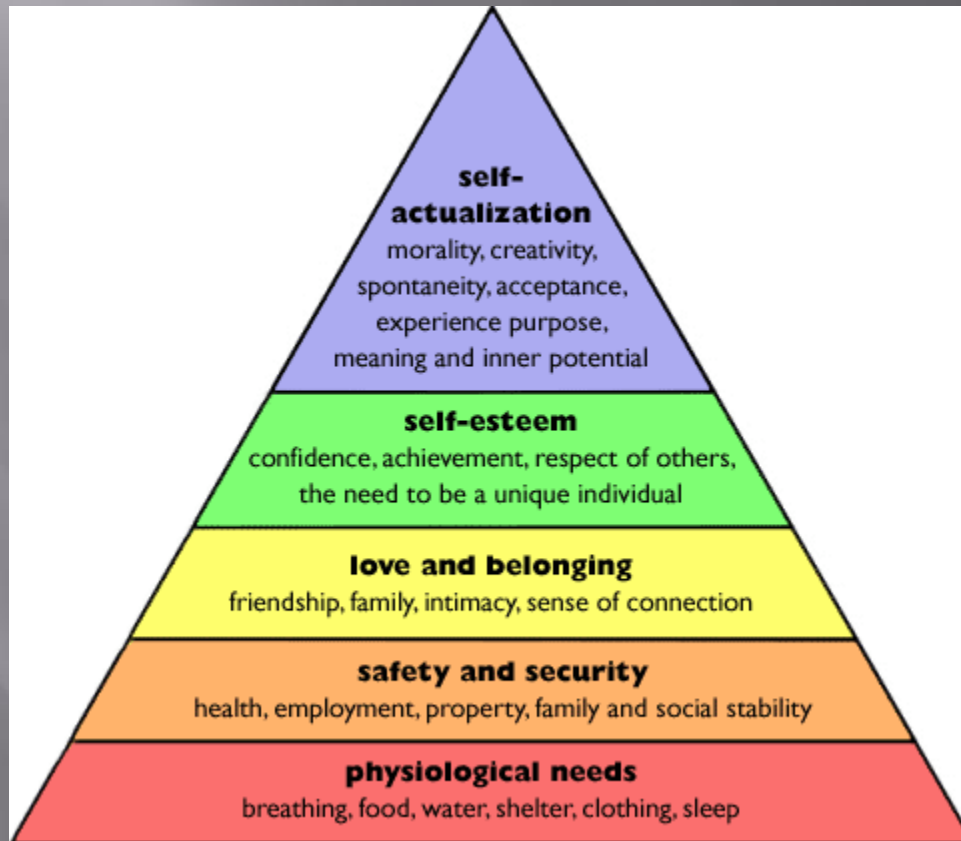 self-
actualization
morality, creativity,
spontaneity, acceptance,
experience purpose,
meaning and inner potential
self-esteem
confidence, achievement, respect of others,
the need to be a unique individual
love and belonging
friendship, family, intimacy, sense of connection
safety and security
health, employment, property, family and social stability
physiological needs
breathing, food, water, shelter, clothing, sleep